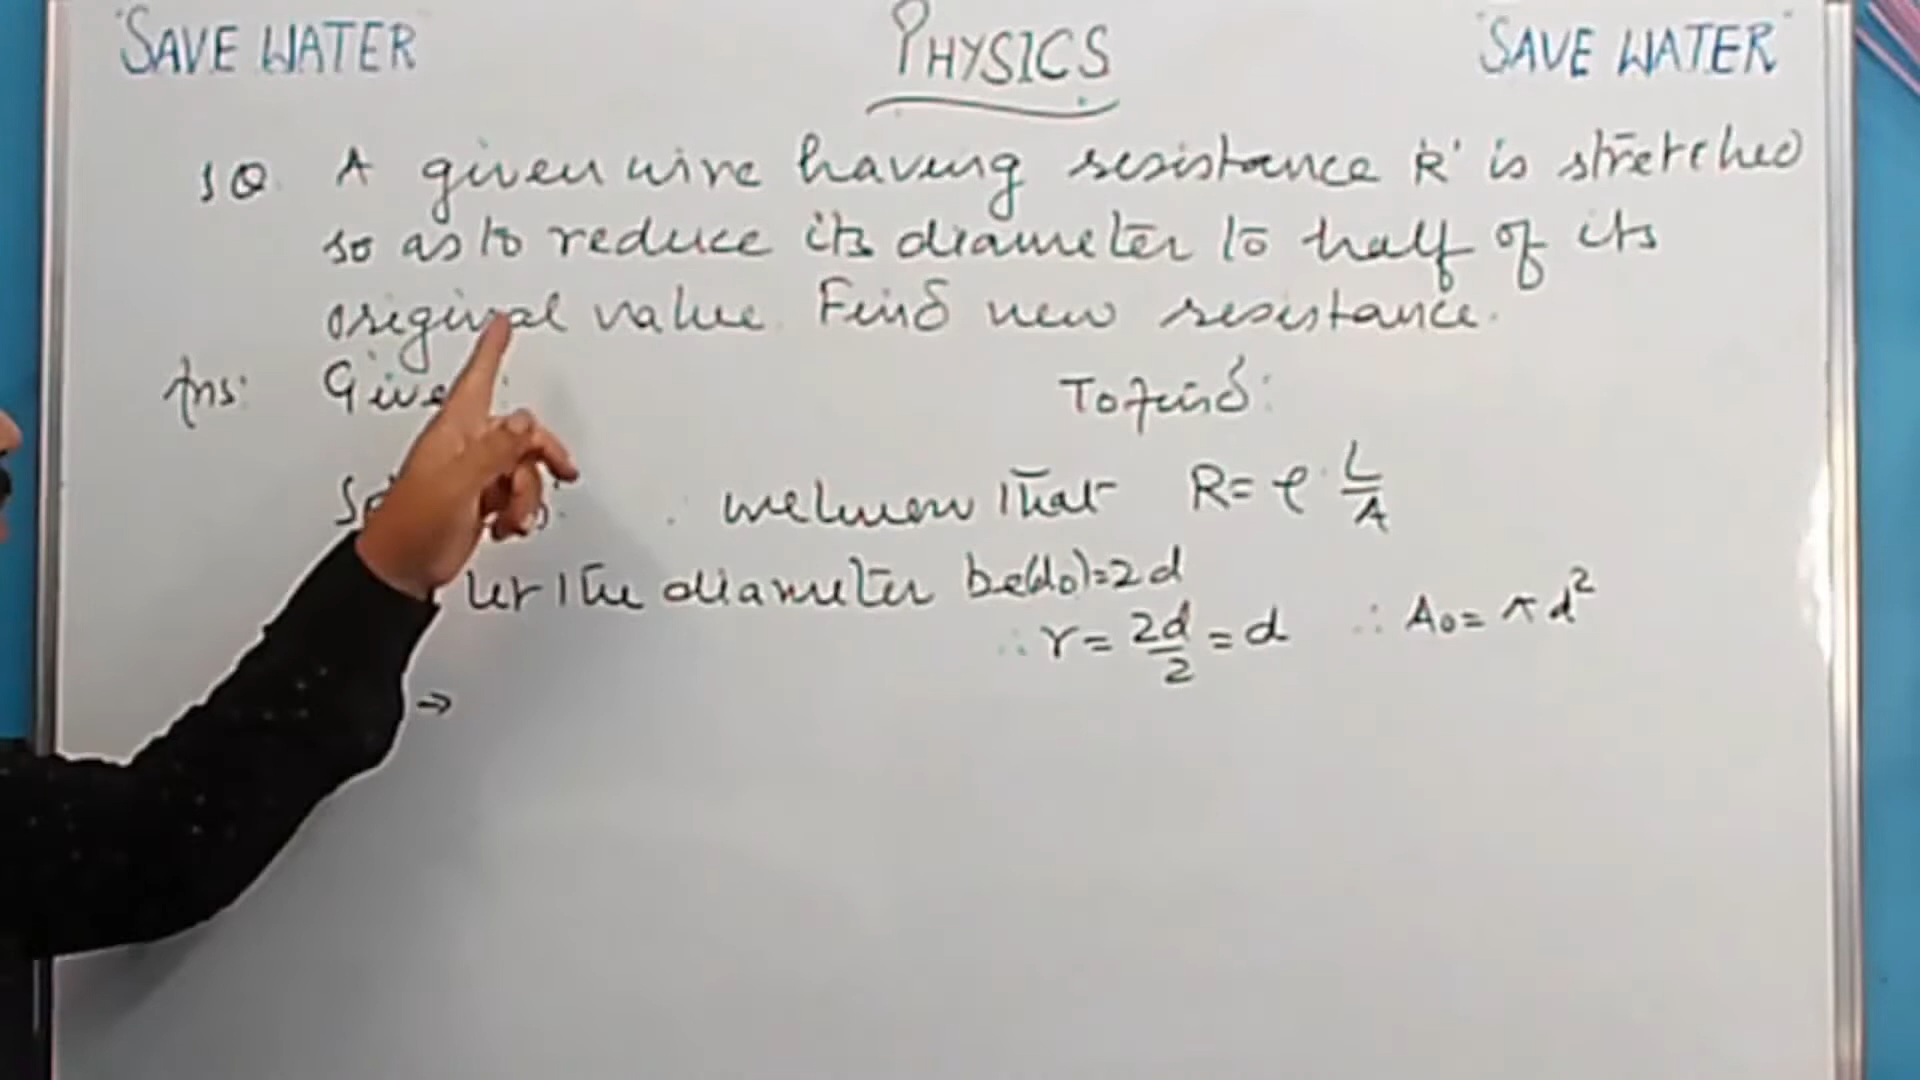 "SAVE WATER" PHYSICS "SAVE WATER"
Q. A given wire having resistance 'R' is stretched
so as to reduce its diameter to half of its
original value. Find new resistance.
Ans: Given: To find:
we know that R = ρ · L/A
let the diameter be (d₀) = 2d
∴ r = 2d/2 = d ∴ A₀ = πd²
→